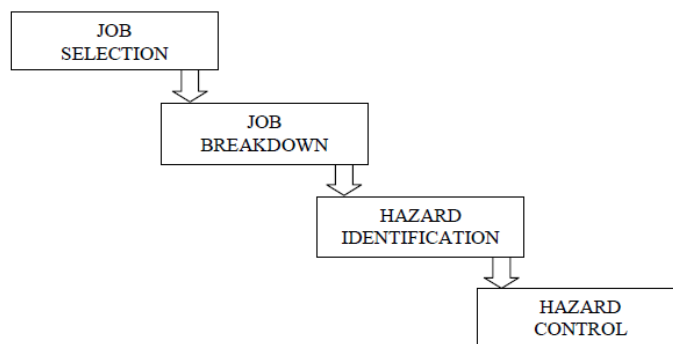 JOB
SELECTION
JOB
BREAKDOWN
HAZARD
IDENTIFICATION
HAZARD
CONTROL